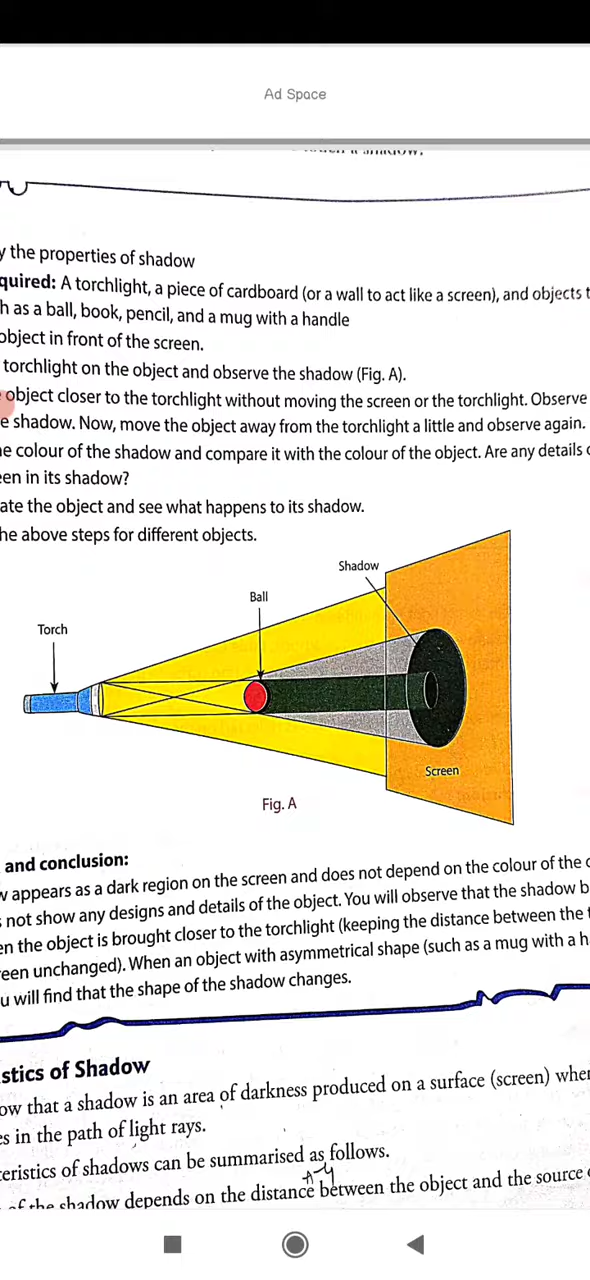 Ad Space
the properties of shadow
quired: A torchlight, a piece of cardboard (or a wall to act like a screen), and objects t
h as a ball, book, pencil, and a mug with a handle
object in front of the screen.
torchlight on the object and observe the shadow (Fig. A).
object closer to the torchlight without moving the screen or the torchlight. Observe
e shadow. Now, move the object away from the torchlight a little and observe again.
e colour of the shadow and compare it with the colour of the object. Are any details
een in its shadow?
ate the object and see what happens to its shadow.
he above steps for different objects.
Shadow
Ball
Torch
Screen
Fig. A
and conclusion:
w appears as a dark region on the screen and does not depend on the colour of the
not show any designs and details of the object. You will observe that the shadow b
en the object is brought closer to the torchlight (keeping the distance between the t
reen unchanged). When an object with asymmetrical shape (such as a mug with a h
u will find that the shape of the shadow changes.
stics of Shadow
ow that a shadow is an area of darkness produced on a surface (screen) when
es in the path of light rays.
teristics of shadows can be summarised as follows.
of the shadow depends on the distance between the object and the source